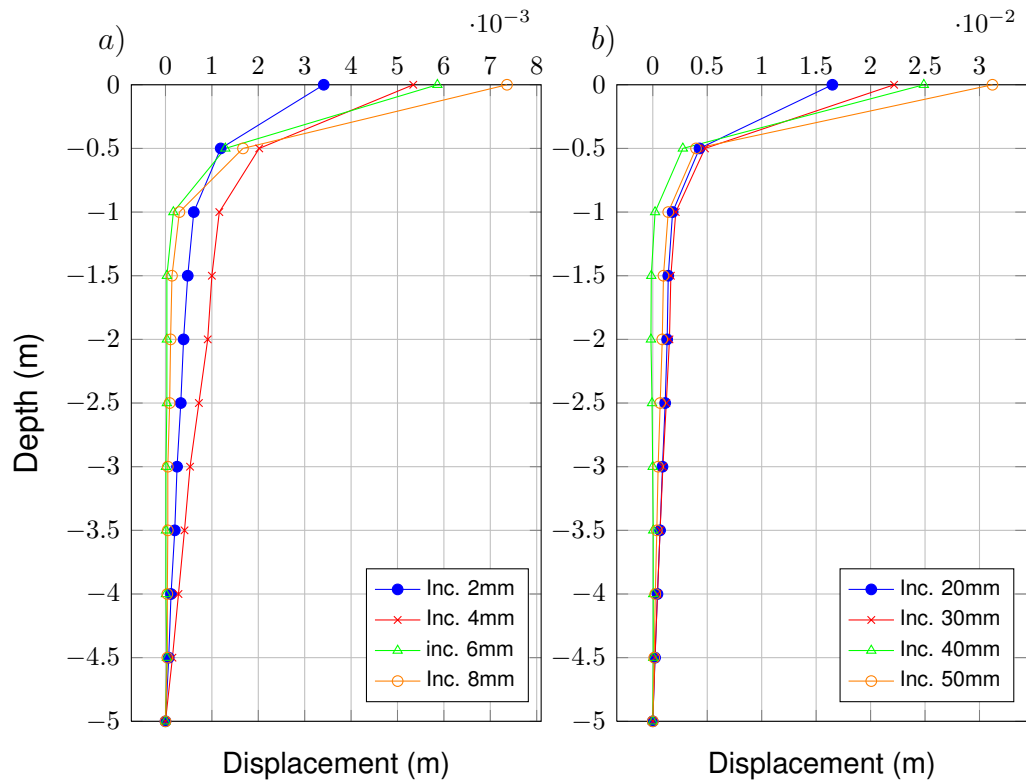 ·10⁻³
a)
0 1 2 3 4 5 6 7 8
0
−0.5
−1
−1.5
−2
−2.5
−3
−3.5
−4
−4.5
−5
Depth (m)
Inc. 2mm
Inc. 4mm
inc. 6mm
Inc. 8mm
Displacement (m)
·10⁻²
b)
0 0.5 1 1.5 2 2.5 3
0
−0.5
−1
−1.5
−2
−2.5
−3
−3.5
−4
−4.5
−5
Inc. 20mm
Inc. 30mm
Inc. 40mm
Inc. 50mm
Displacement (m)